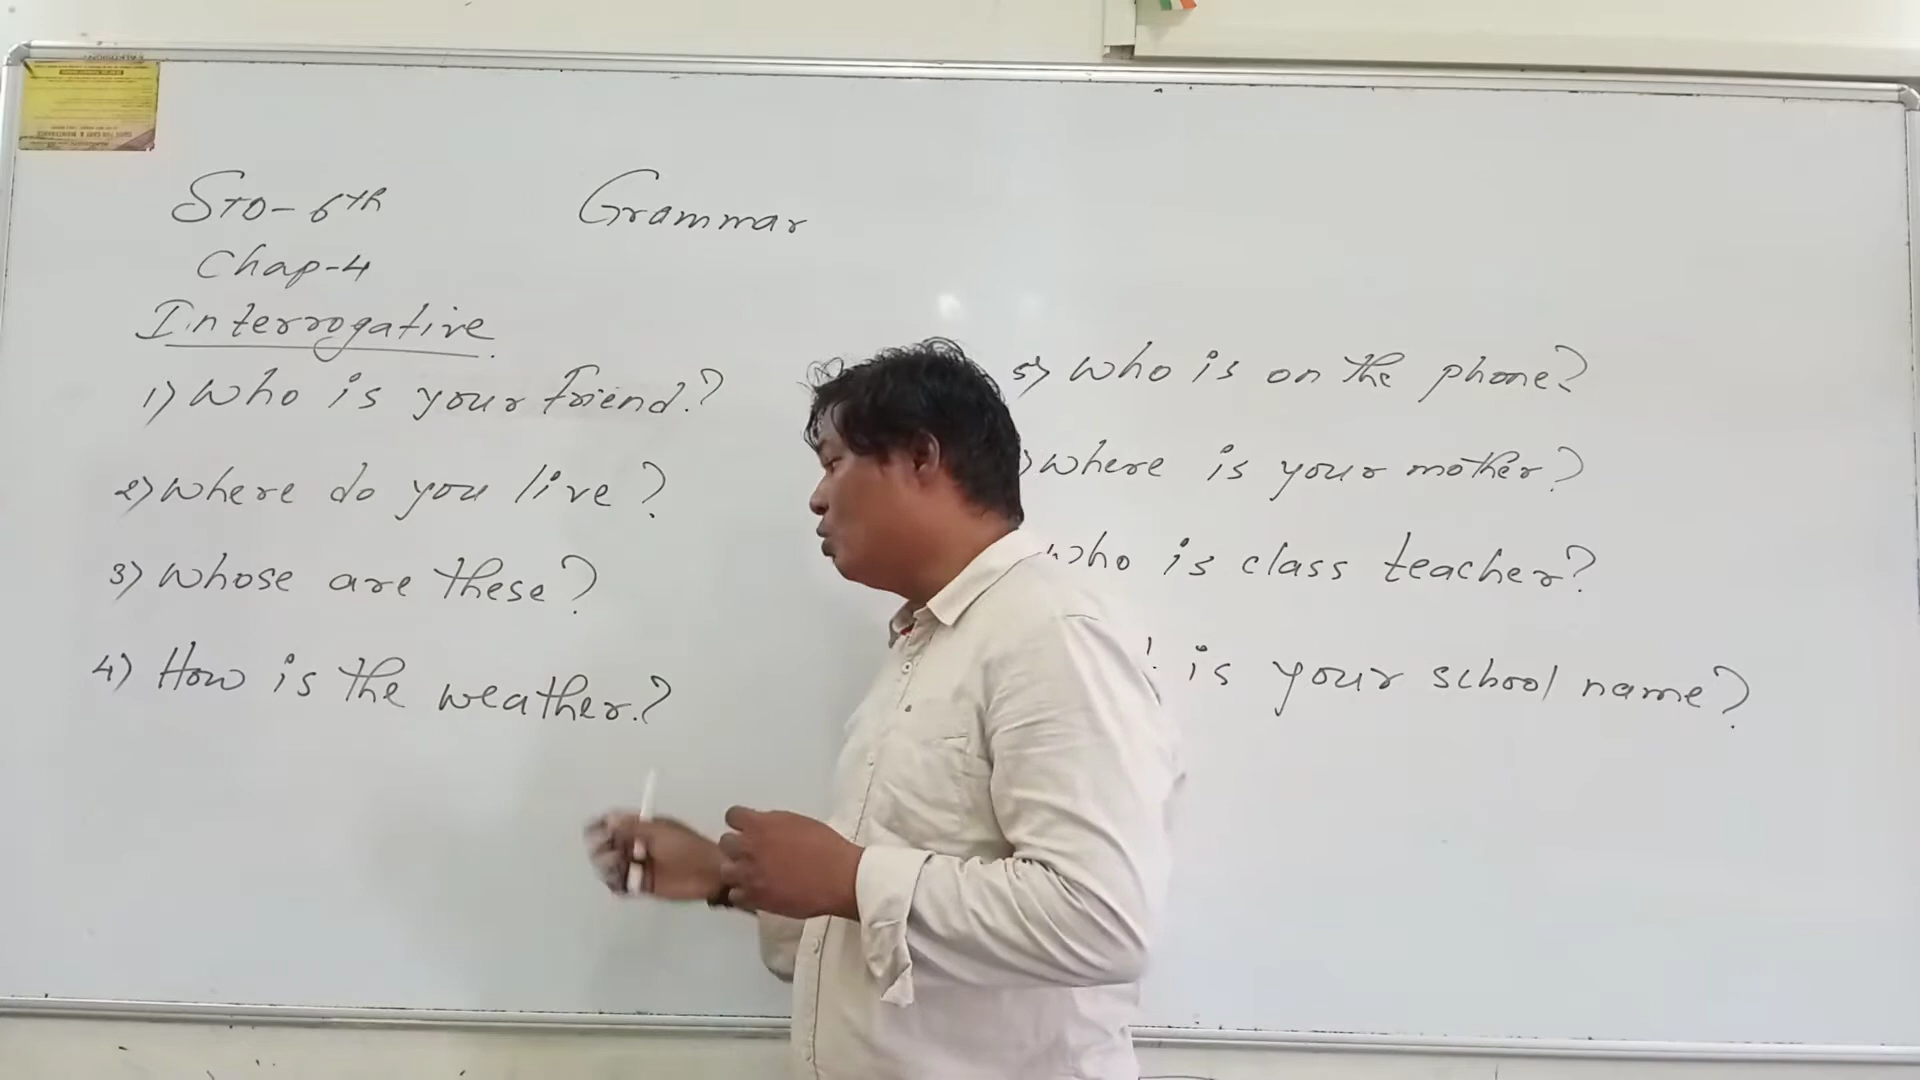 STD- 6th
Grammar
Chap-4
Interrogative
1) Who is your friend.?
2) Where do you live?
3) Whose are these?
4) How is the weather.?
5) Who is on the phone?
) Where is your mother?
Who is class teacher?
is your school name?